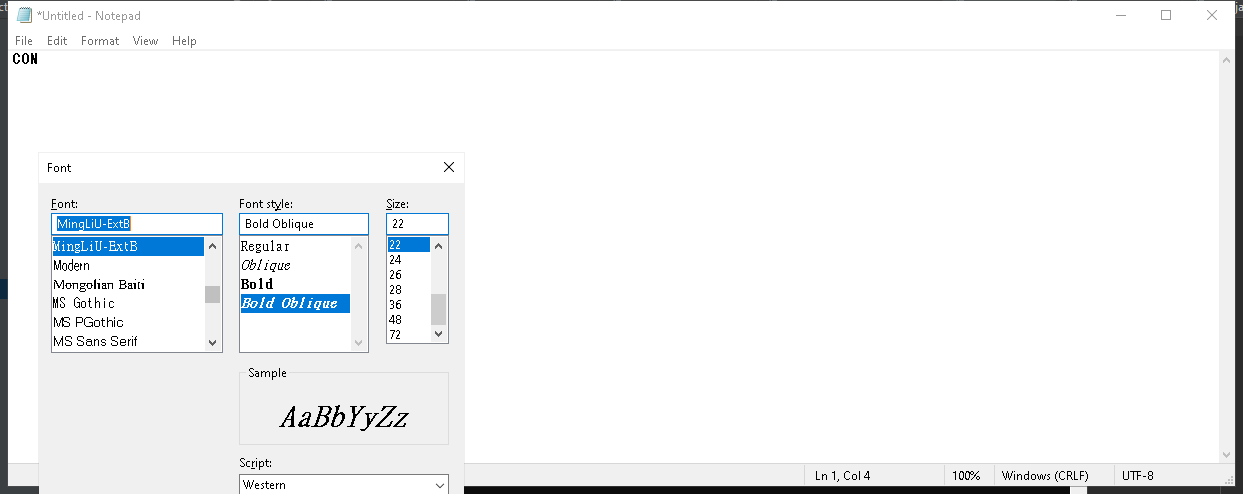 *Untitled - Notepad
File Edit Format View Help
CON
Font
Font: Font style: Size:
MingLiU-ExtB Bold Oblique 22
MingLiU-ExtB Regular 22
Modern Oblique 24
Mongolian Baiti Bold 26
MS Gothic Bold Oblique 28
MS PGothic 36
MS Sans Serif 48
72
Sample
AaBbYyZz
Script:
Western
Ln 1, Col 4 100% Windows (CRLF) UTF-8